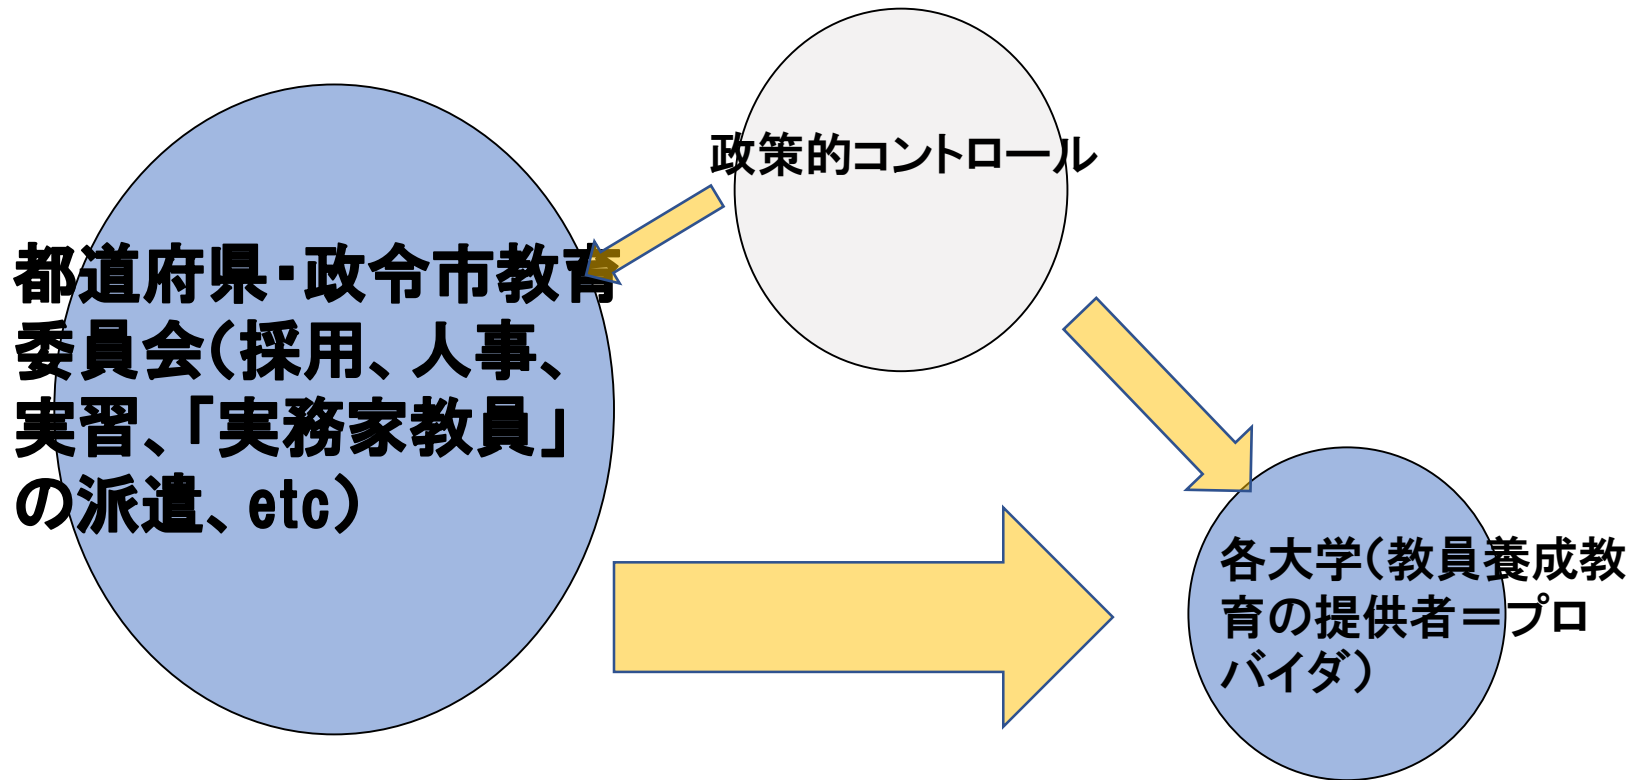 政策的コントロール
都道府県・政令市教育
委員会（採用、人事、
実習、「実務家教員」
の派遣、etc）
各大学（教員養成教
育の提供者＝プロ
バイダ）